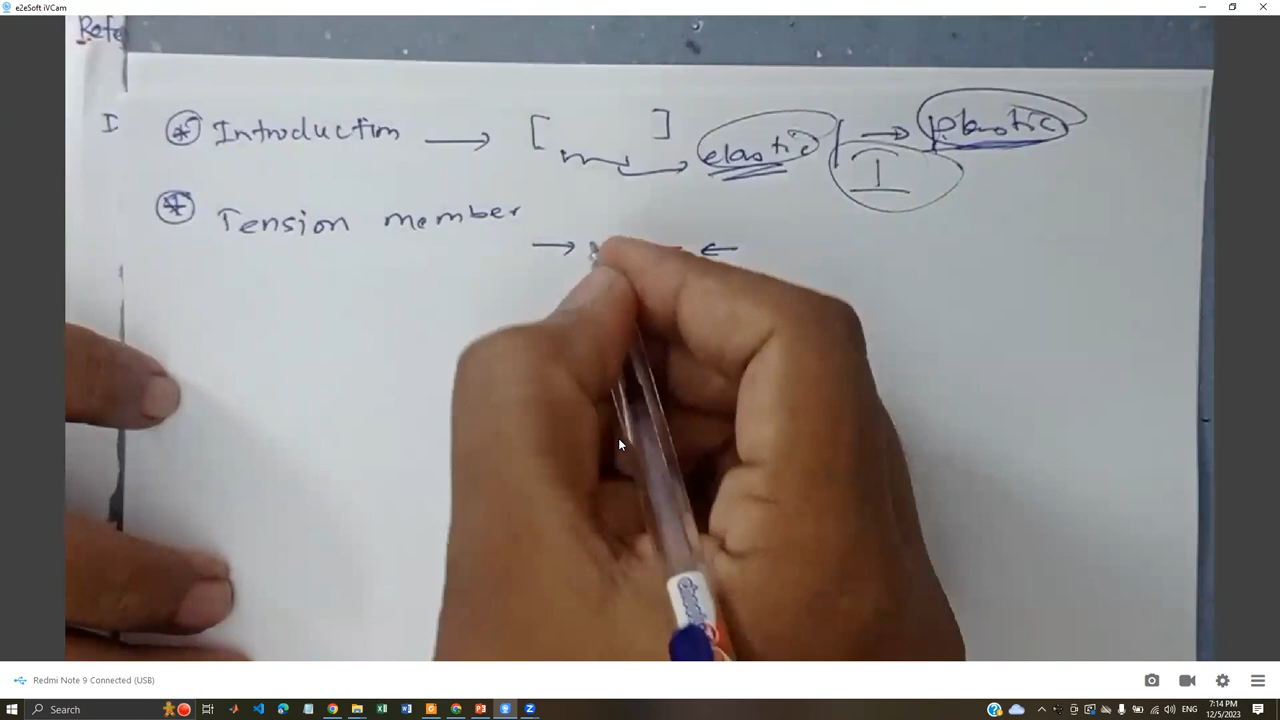 e2eSoft iVCam
Refe
I
* Introduction → [ ] elastic → plastic
I
* Tension member
→ ←
Redmi Note 9 Connected (USB)
Search
ENG
7:14 PM
12/5/2023